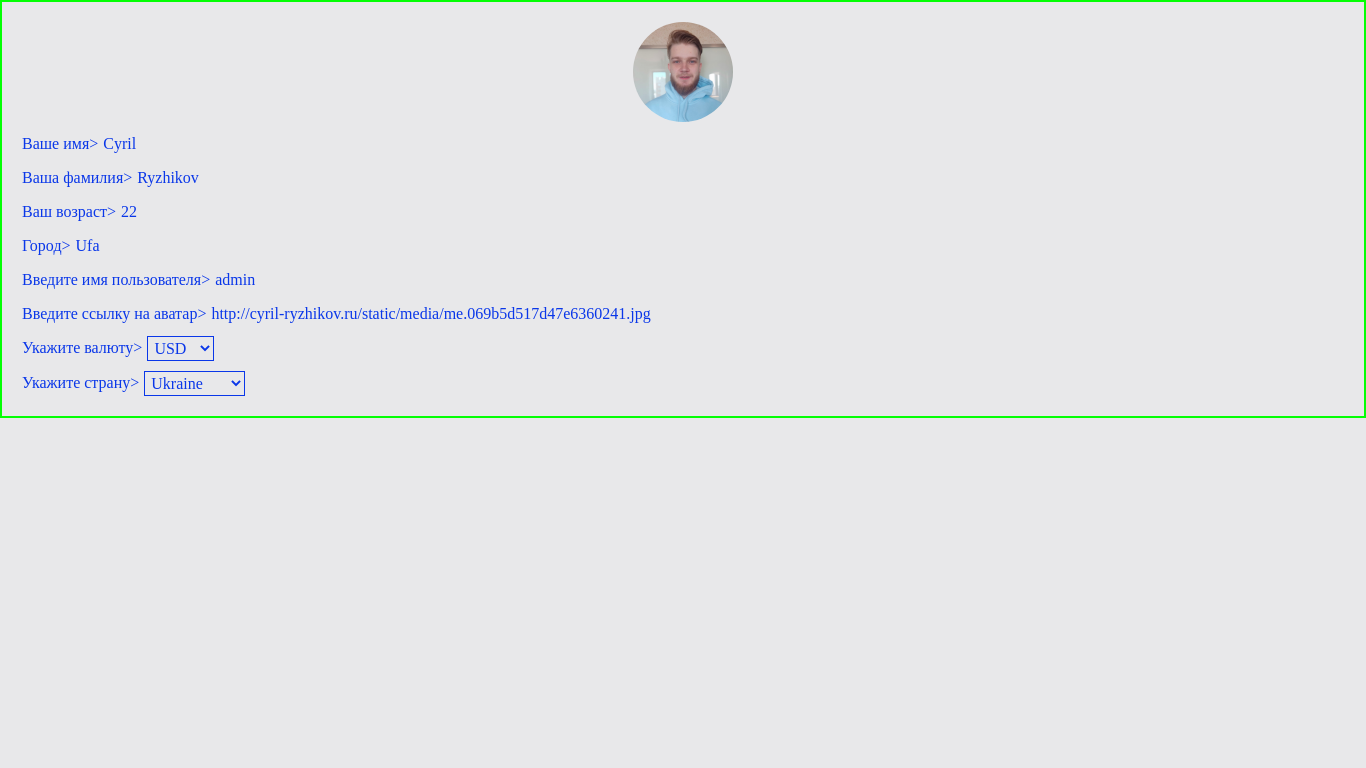 Ваше имя> Cyril
Ваша фамилия> Ryzhikov
Ваш возраст> 22
Город> Ufa
Введите имя пользователя> admin
Введите ссылку на аватар> http://cyril-ryzhikov.ru/static/media/me.069b5d517d47e6360241.jpg
Укажите валюту> USD
Укажите страну> Ukraine